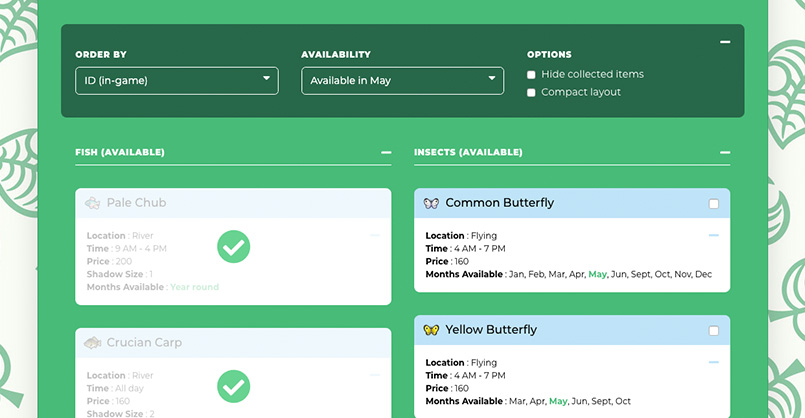 ORDER BY
ID (in-game)
AVAILABILITY
Available in May
OPTIONS
Hide collected items
Compact layout
FISH (AVAILABLE)
Pale Chub
Location : River
Time : 9 AM - 4 PM
Price : 200
Shadow Size : 1
Months Available : Year round
Crucian Carp
Location : River
Time : All day
Price : 160
Shadow Size : 2
INSECTS (AVAILABLE)
Common Butterfly
Location : Flying
Time : 4 AM - 7 PM
Price : 160
Months Available : Jan, Feb, Mar, Apr, May, Jun, Sept, Oct, Nov, Dec
Yellow Butterfly
Location : Flying
Time : 4 AM - 7 PM
Price : 160
Months Available : Mar, Apr, May, Jun, Sept, Oct